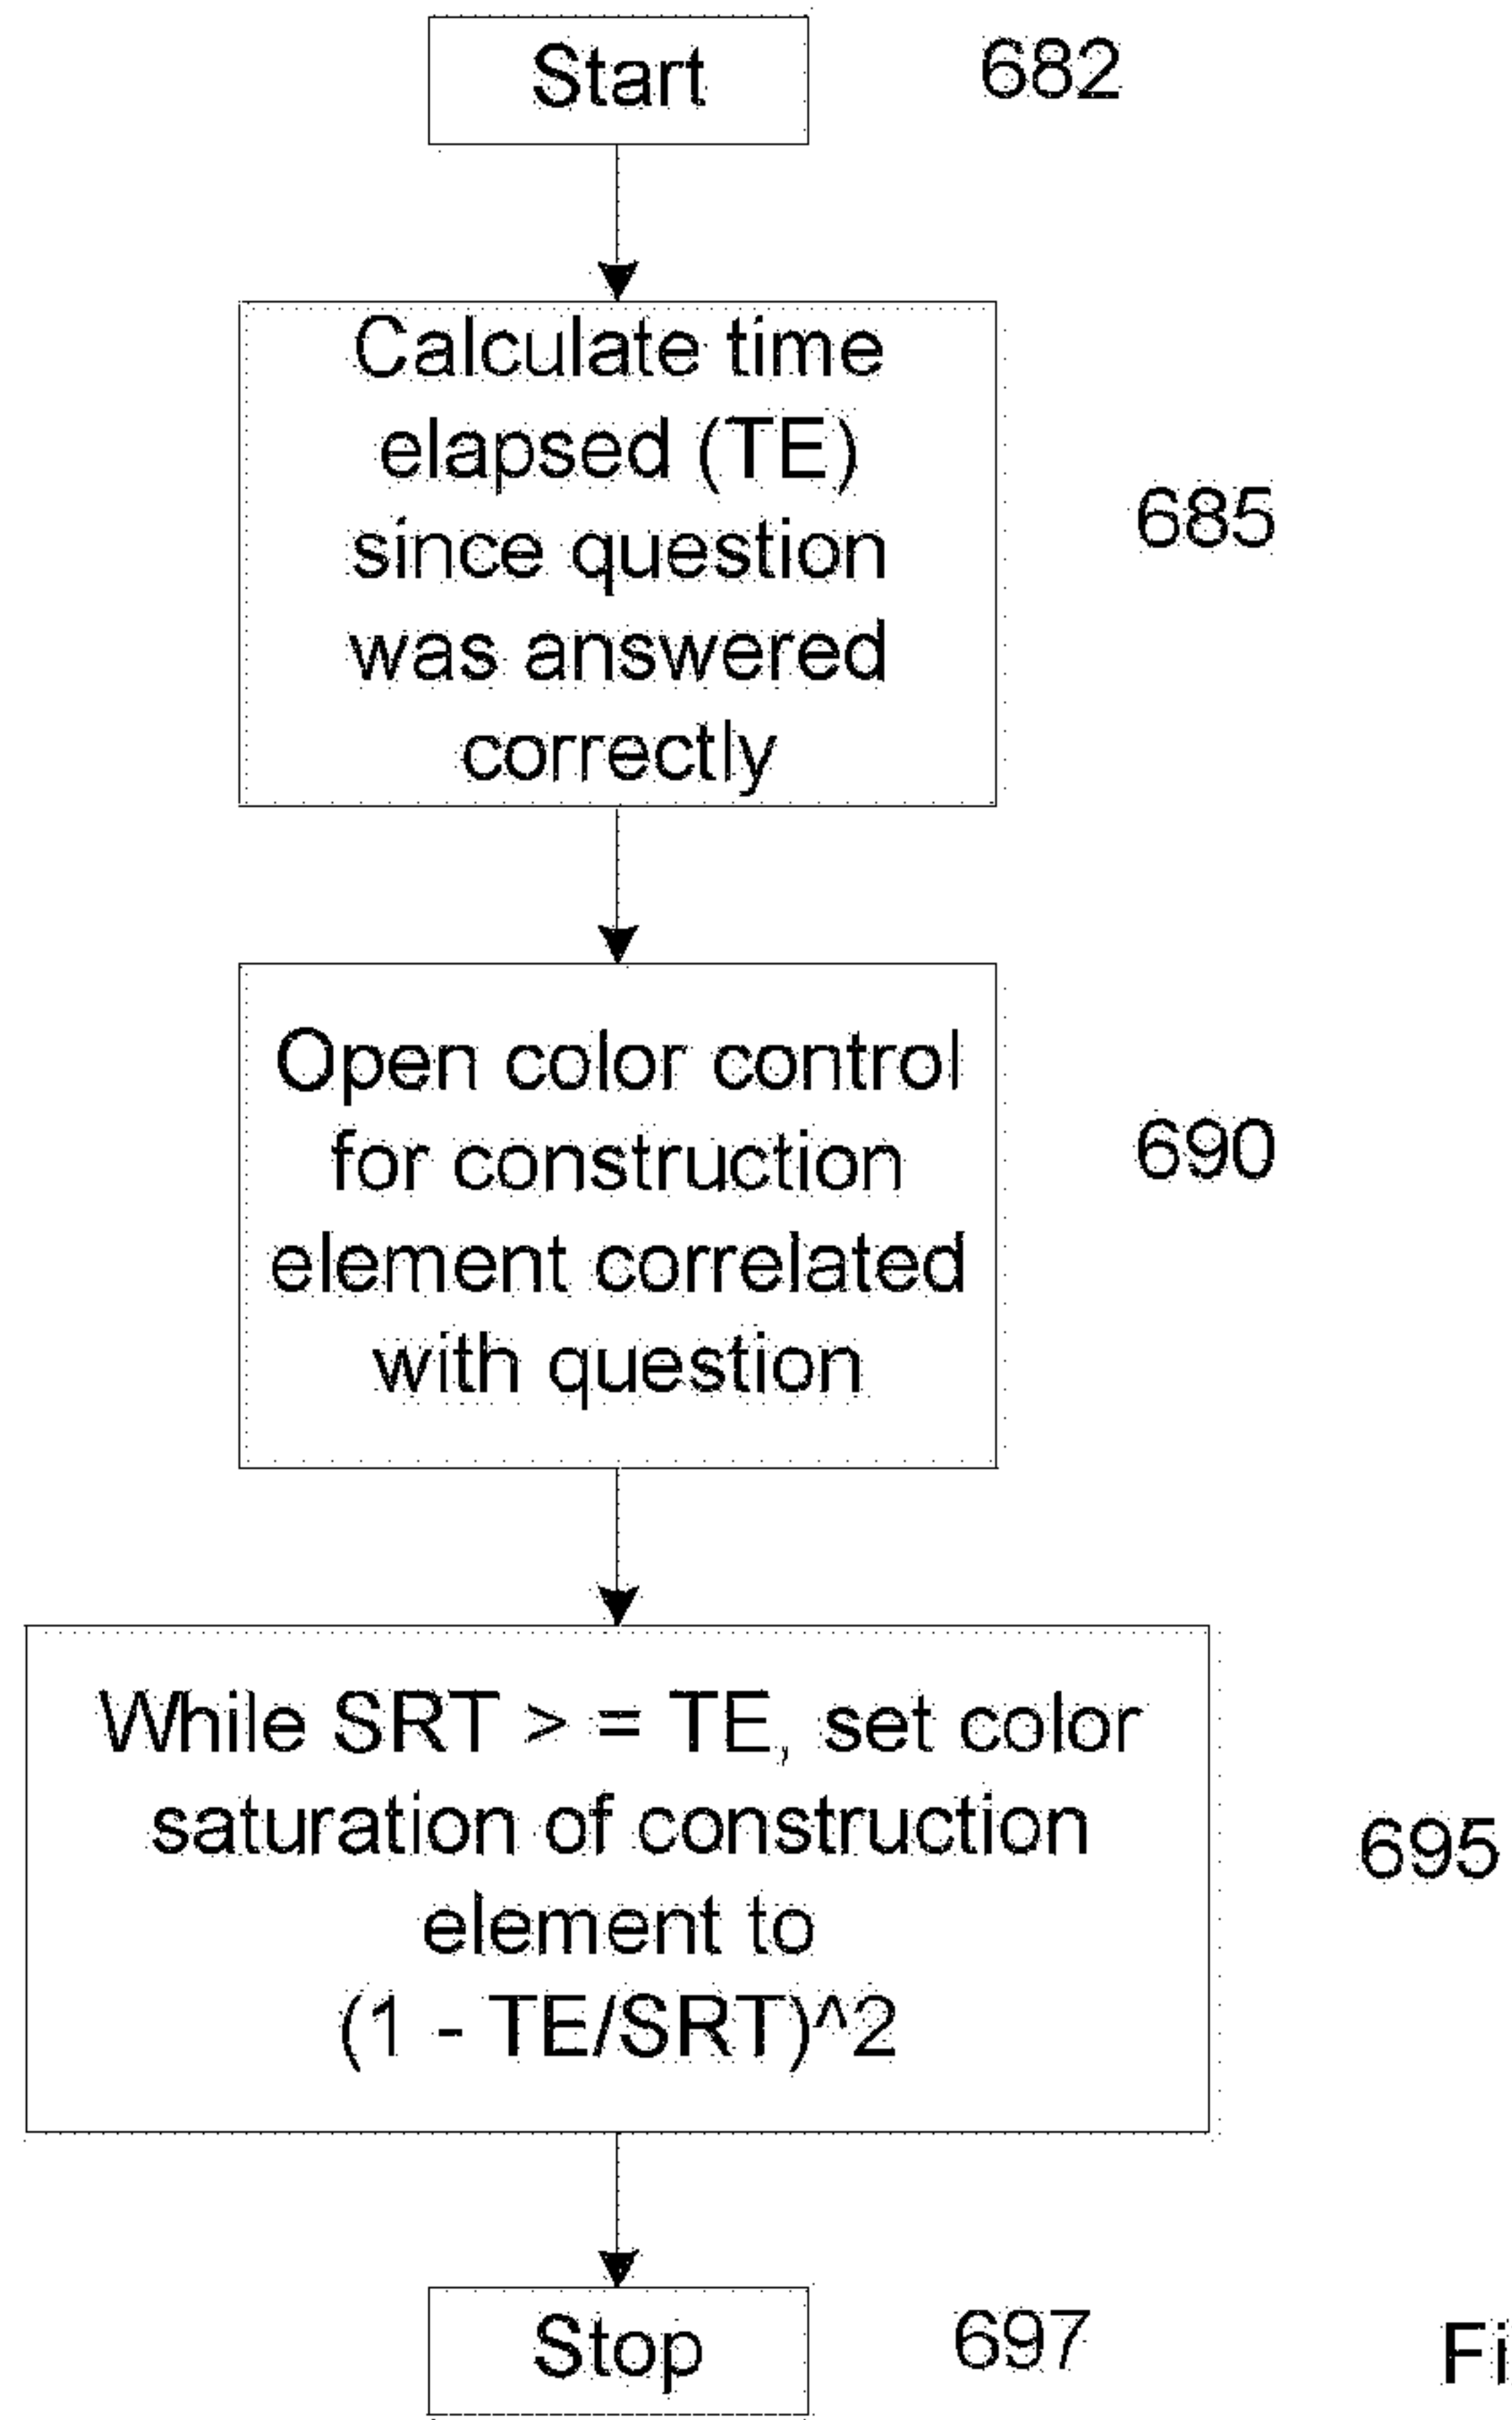 Start
682
Calculate time
elapsed (TE)
since question
was answered
correctly
685
Open color control
for construction
element correlated
with question
690
While SRT > = TE, set color
saturation of construction
element to
(1 - TE/SRT)^2
695
Stop
697